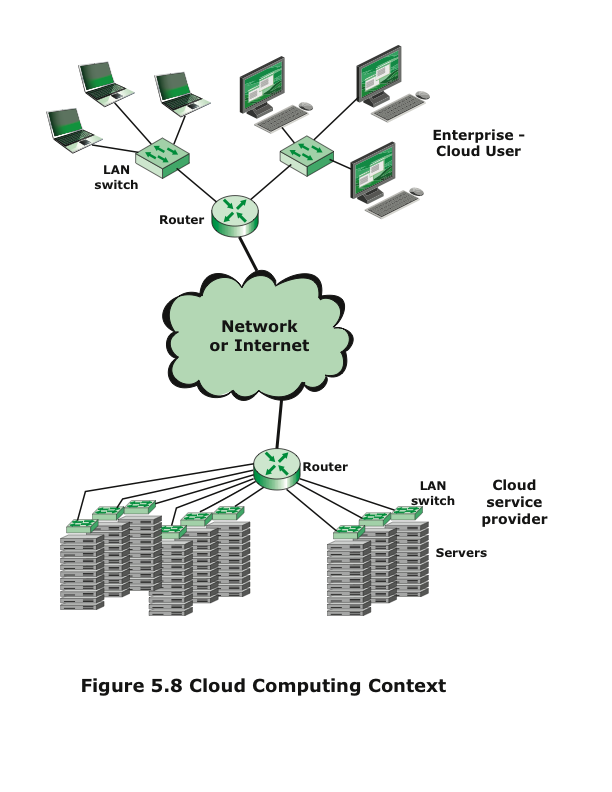 Enterprise -
Cloud User
LAN
switch
Router
Network
or Internet
Router
LAN
switch
Cloud
service
provider
Servers
Figure 5.8 Cloud Computing Context